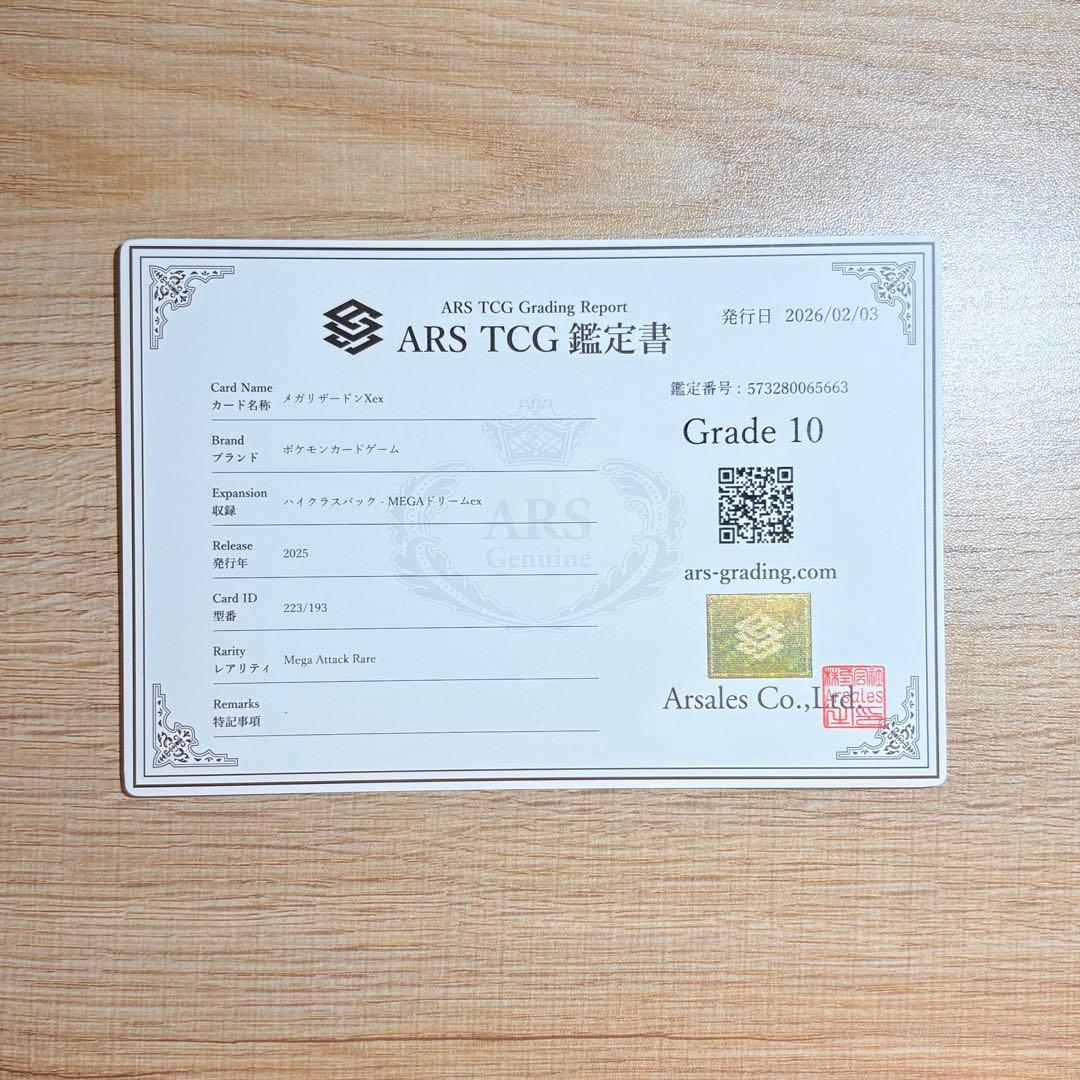 ARS TCG Grading Report
ARS TCG 鑑定書
発行日 2026/02/03
Card Name
カード名称 メガリザードンXex
Brand
ブランド ポケモンカードゲーム
Expansion
収録 ハイクラスパック - MEGAドリームex
Release
発行年 2025
Card ID
型番 223/193
Rarity
レアリティ Mega Attack Rare
Remarks
特記事項 -
ARS
Genuine
鑑定番号 : 573280065663
Grade 10
ars-grading.com
Arsales Co.,Ltd.
株式会社
Arsales